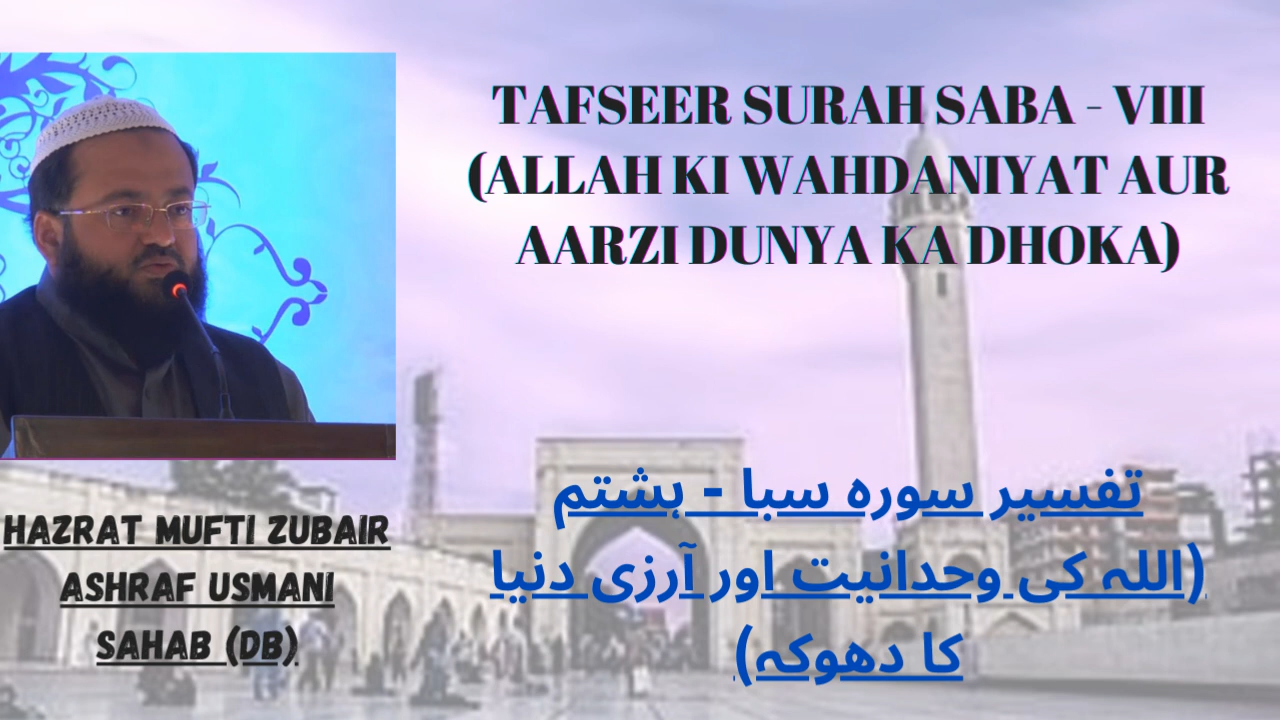 TAFSEER SURAH SABA - VIII
(ALLAH KI WAHDANIYAT AUR
AARZI DUNYA KA DHOKA)
تفسیر سورہ سبا - ہشتم
(اللہ کی وحدانیت اور آرزی دنیا
کا دھوکہ)
HAZRAT MUFTI ZUBAIR
ASHRAF USMANI
SAHAB (DB)